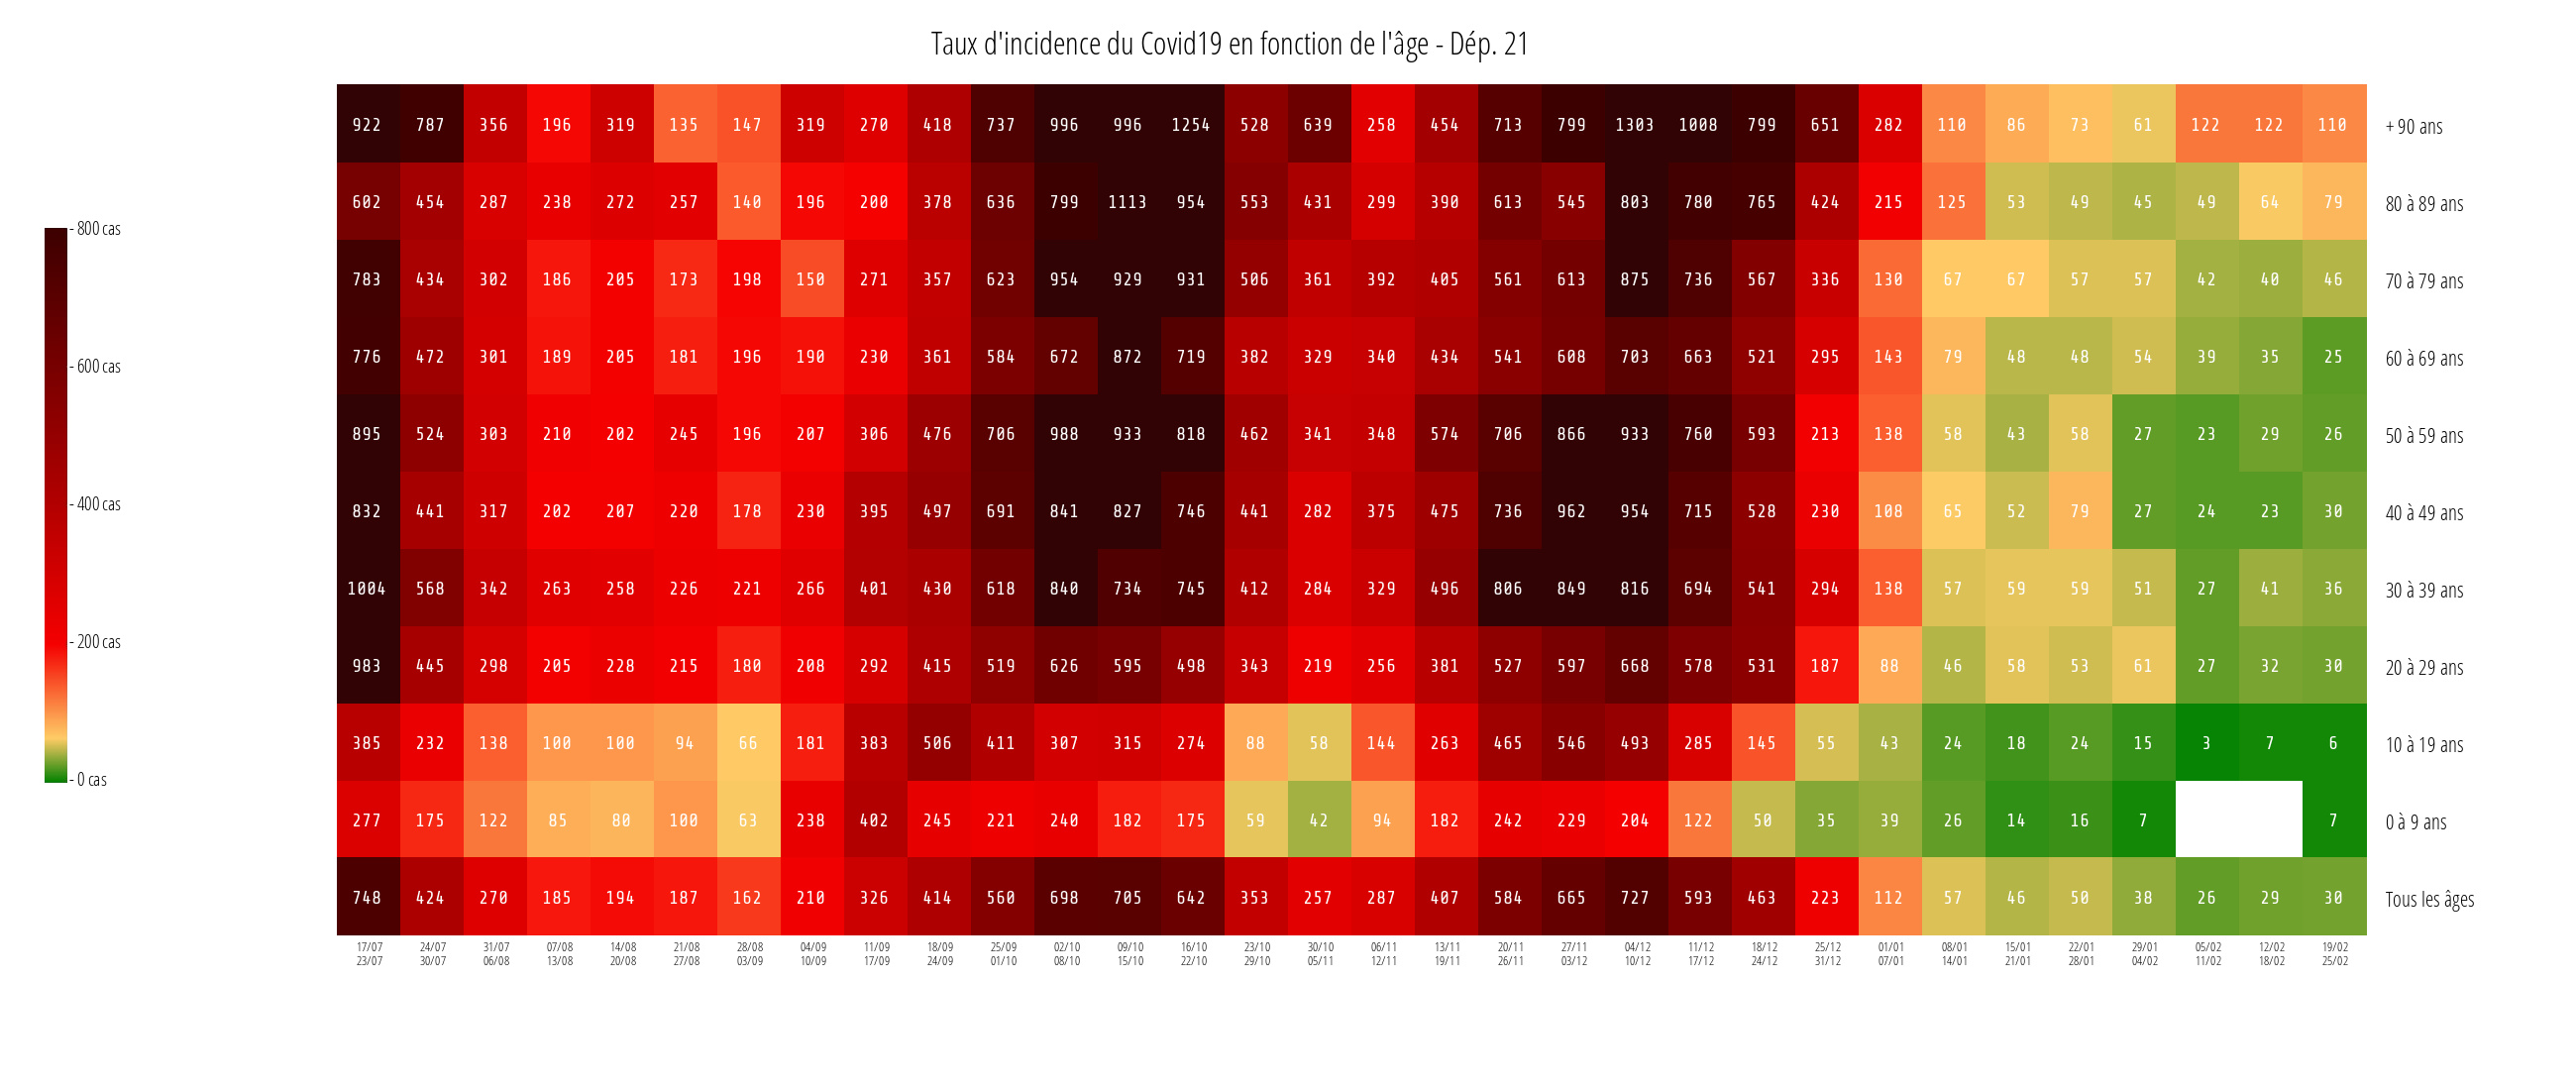 Taux d'incidence du Covid19 en fonction de l'âge - Dép. 21
- 800 cas
- 600 cas
- 400 cas
- 200 cas
- 0 cas
922 787 356 196 319 135 147 319 270 418 737 996 996 1254 528 639 258 454 713 799 1303 1008 799 651 282 110 86 73 61 122 122 110 + 90 ans
602 454 287 238 272 257 140 196 200 378 636 799 1113 954 553 431 299 390 613 545 803 780 765 424 215 125 53 49 45 49 64 79 80 à 89 ans
783 434 302 186 205 173 198 150 271 357 623 954 929 931 506 361 392 405 561 613 875 736 567 336 130 67 67 57 57 42 40 46 70 à 79 ans
776 472 301 189 205 181 196 190 230 361 584 672 872 719 382 329 340 434 541 608 703 663 521 295 143 79 48 48 54 39 35 25 60 à 69 ans
895 524 303 210 202 245 196 207 306 476 706 988 933 818 462 341 348 574 706 866 933 760 593 213 138 58 43 58 27 23 29 26 50 à 59 ans
832 441 317 202 207 220 178 230 395 497 691 841 827 746 441 282 375 475 736 962 954 715 528 230 108 65 52 79 27 24 23 30 40 à 49 ans
1004 568 342 263 258 226 221 266 401 430 618 840 734 745 412 284 329 496 806 849 816 694 541 294 138 57 59 59 51 27 41 36 30 à 39 ans
983 445 298 205 228 215 180 208 292 415 519 626 595 498 343 219 256 381 527 597 668 578 531 187 88 46 58 53 61 27 32 30 20 à 29 ans
385 232 138 100 100 94 66 181 383 506 411 307 315 274 88 58 144 263 465 546 493 285 145 55 43 24 18 24 15 3 7 6 10 à 19 ans
277 175 122 85 80 100 63 238 402 245 221 240 182 175 59 42 94 182 242 229 204 122 50 35 39 26 14 16 7 7 0 à 9 ans
748 424 270 185 194 187 162 210 326 414 560 698 705 642 353 257 287 407 584 665 727 593 463 223 112 57 46 50 38 26 29 30 Tous les âges
17/07 24/07 31/07 07/08 14/08 21/08 28/08 04/09 11/09 18/09 25/09 02/10 09/10 16/10 23/10 30/10 06/11 13/11 20/11 27/11 04/12 11/12 18/12 25/12 01/01 08/01 15/01 22/01 29/01 05/02 12/02 19/02
23/07 30/07 06/08 13/08 20/08 27/08 03/09 10/09 17/09 24/09 01/10 08/10 15/10 22/10 29/10 05/11 12/11 19/11 26/11 03/12 10/12 17/12 24/12 31/12 07/01 14/01 21/01 28/01 04/02 11/02 18/02 25/02